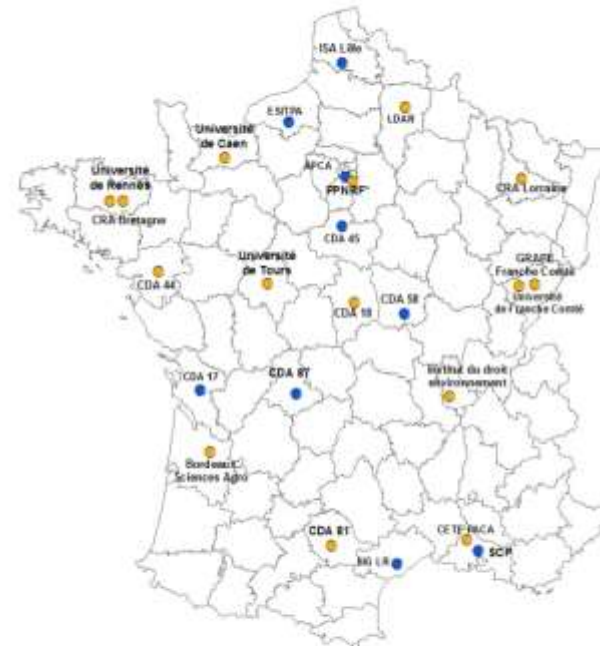 ISA Lille
ESITPA
LDAR
Université
de Caen
APCA
PPNRF
Université
de Rennes
CRA Lorraine
CRA Bretagne
CDA 45
Université
de Tours
GRAPE
Franche Comté
CDA 44
Université
de Franche Comté
CDA 18
CDA 58
CDA 17
CDA 87
Institut du droit
environnement
Bordeaux
Sciences Agro
CDA 81
CETE PACA
SCP
LR